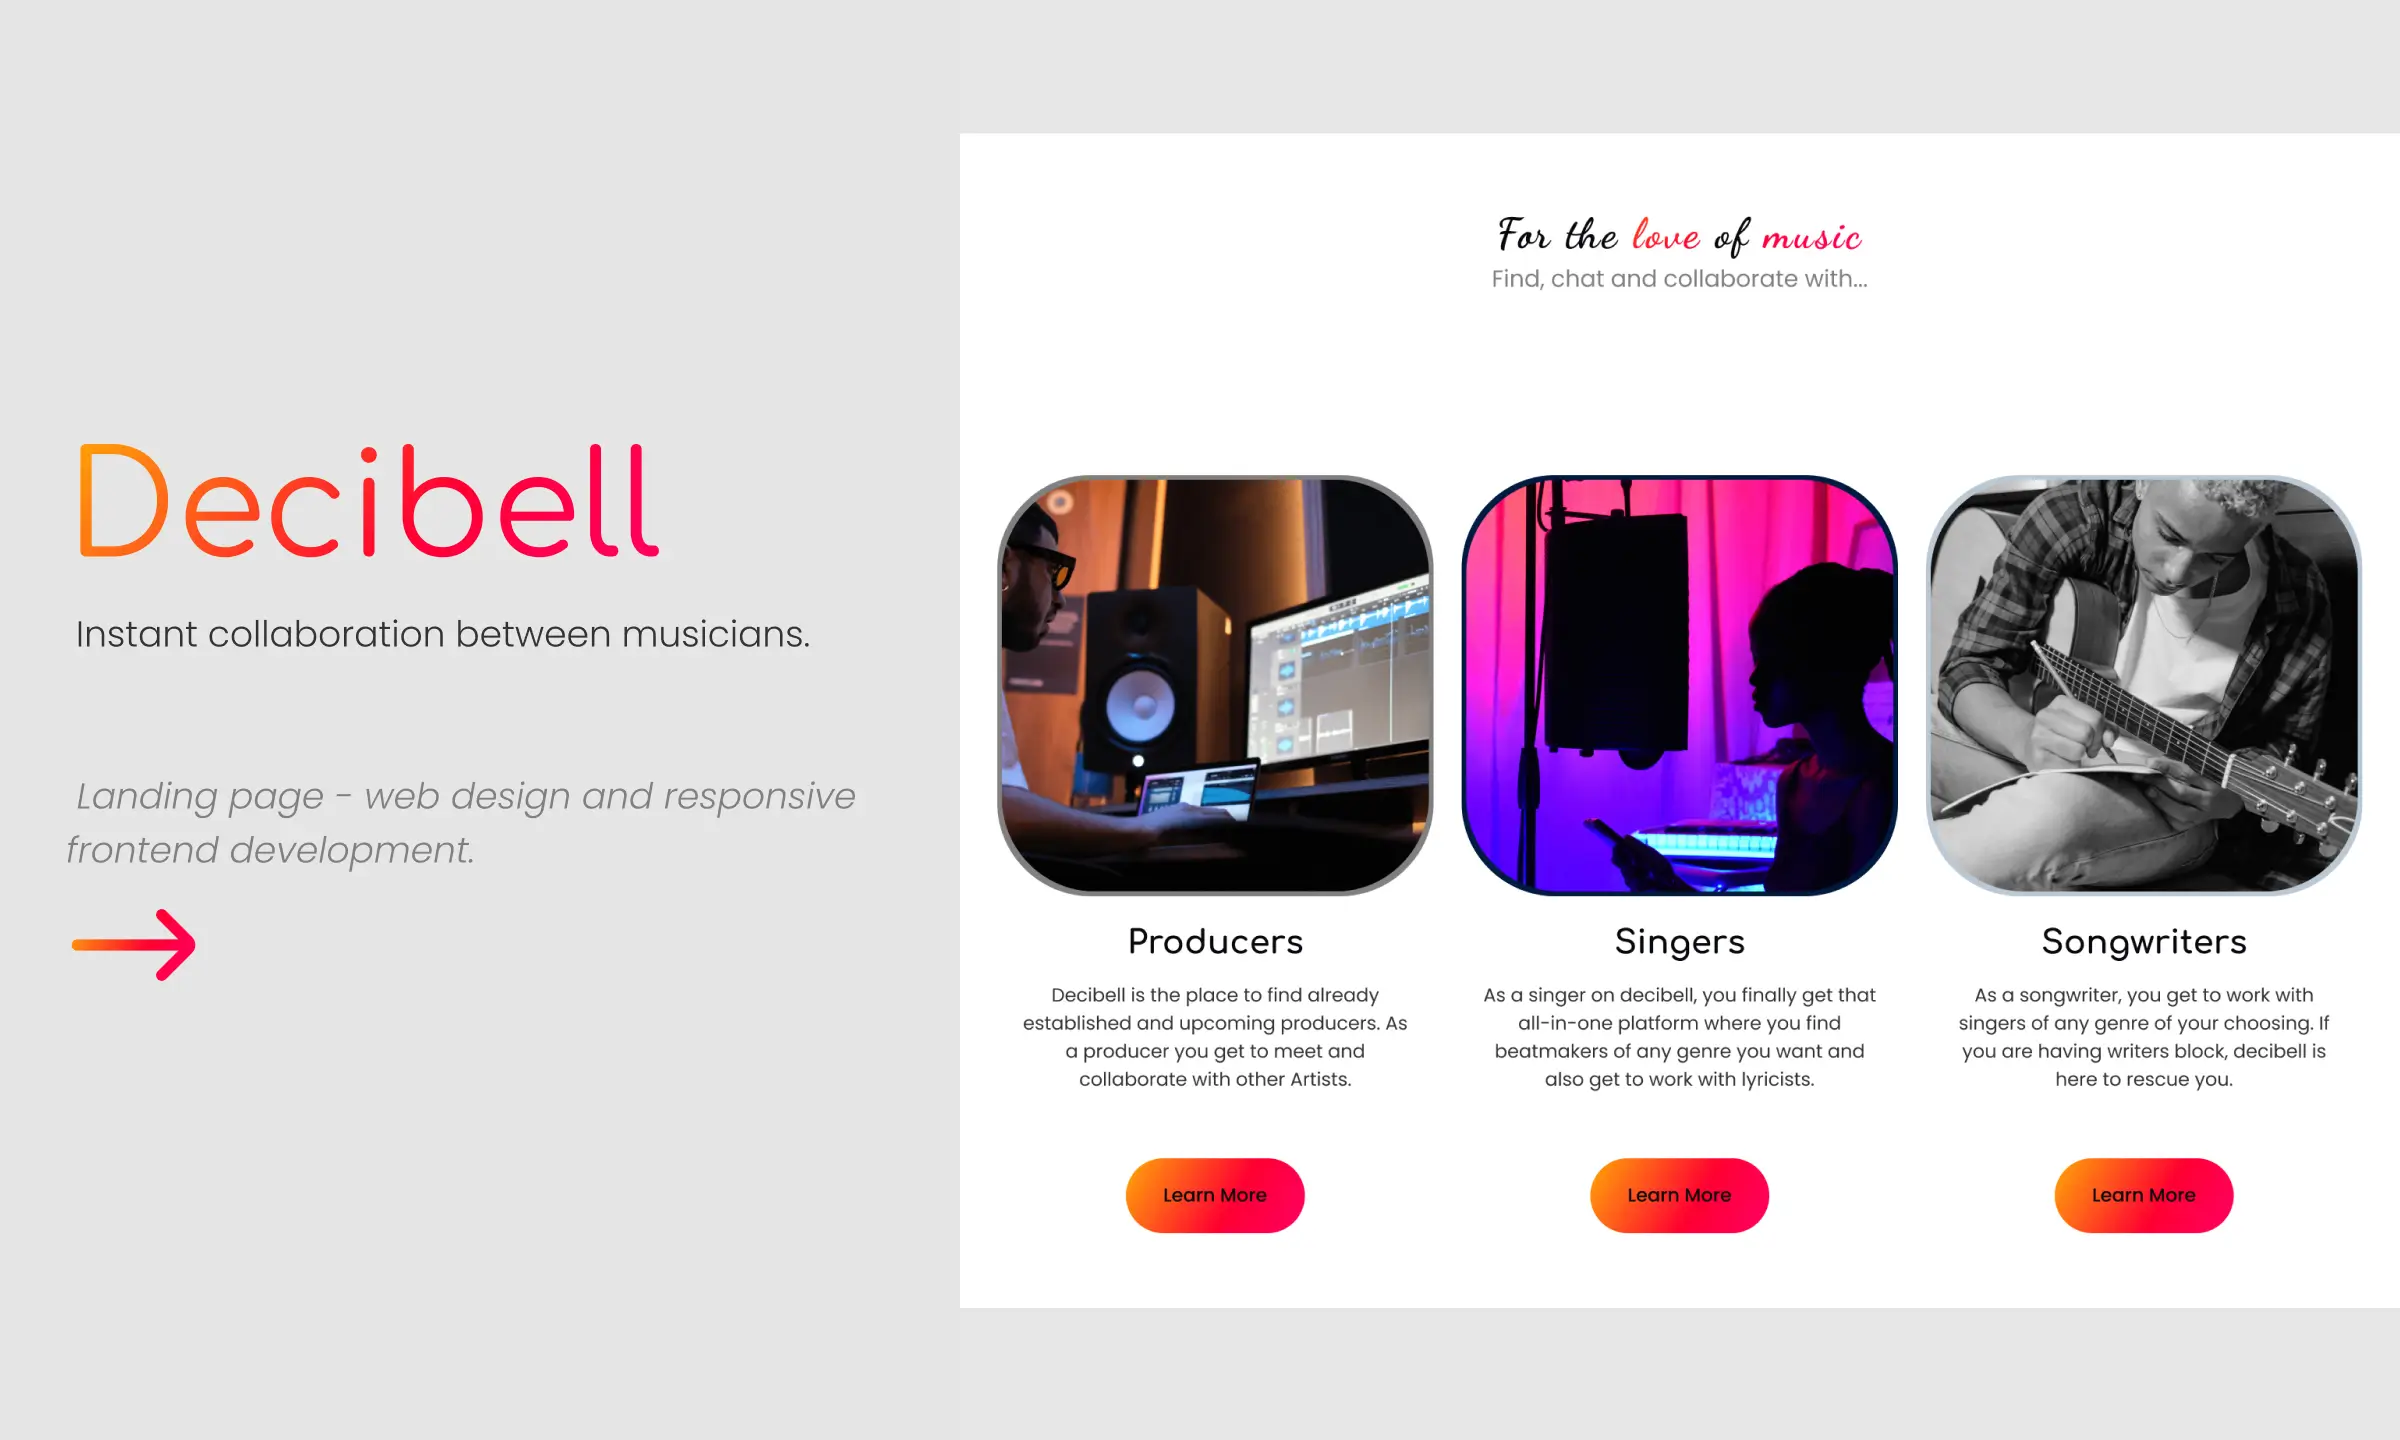 Decibell
Instant collaboration between musicians.
Landing page - web design and responsive
frontend development.
For the love of music
Find, chat and collaborate with...
Producers
Decibell is the place to find already
established and upcoming producers. As
a producer you get to meet and
collaborate with other Artists.
Learn More
Singers
As a singer on decibell, you finally get that
all-in-one platform where you find
beatmakers of any genre you want and
also get to work with lyricists.
Learn More
Songwriters
As a songwriter, you get to work with
singers of any genre of your choosing. If
you are having writers block, decibell is
here to rescue you.
Learn More